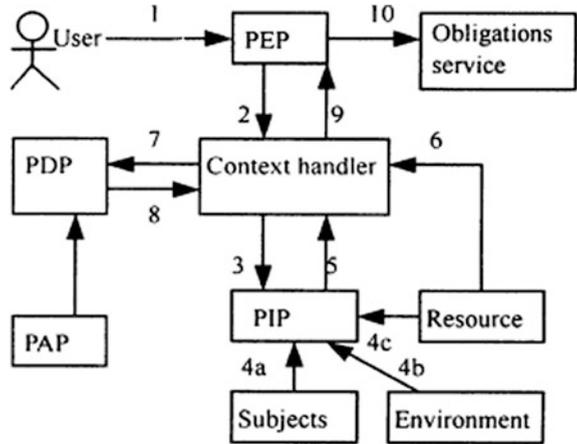 1
10
User
PEP
Obligations
service
2
9
7
6
PDP
Context handler
8
3
5
PAP
PIP
Resource
4a
4c
4b
Subjects
Environment